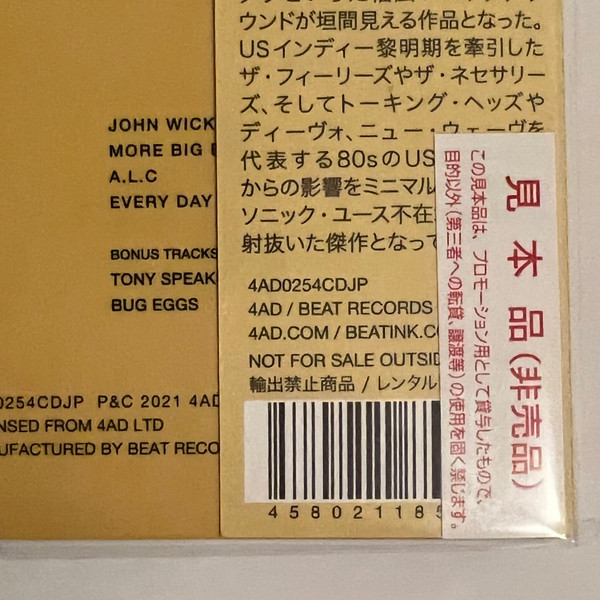 ウンドが垣間見える作品となった。
USインディー黎明期を牽引した
ザ・フィーリーズやザ・ネセサリー
ズ、そしてトーキング・ヘッズや
ディーヴォ、ニュー・ウェーヴを
代表する80sのUS
からの影響をミニマル
ソニック・ユース不在
射抜いた傑作となって
4AD0254CDJP
4AD / BEAT RECORDS
4AD.COM / BEATINK.CO
NOT FOR SALE OUTSID
輸出禁止商品 / レンタル
4 580211 85
JOHN WICK
MORE BIG
A.L.C
EVERY DAY
BONUS TRACKS
TONY SPEAK
BUG EGGS
0254CDJP P&C 2021 4AD
NSED FROM 4AD LTD
UFACTURED BY BEAT RECO
見本品(非売品)
この見本品は、プロモーション用として貸与したもので、
目的以外(第三者への転貸、譲渡等)の使用を固く禁じます。